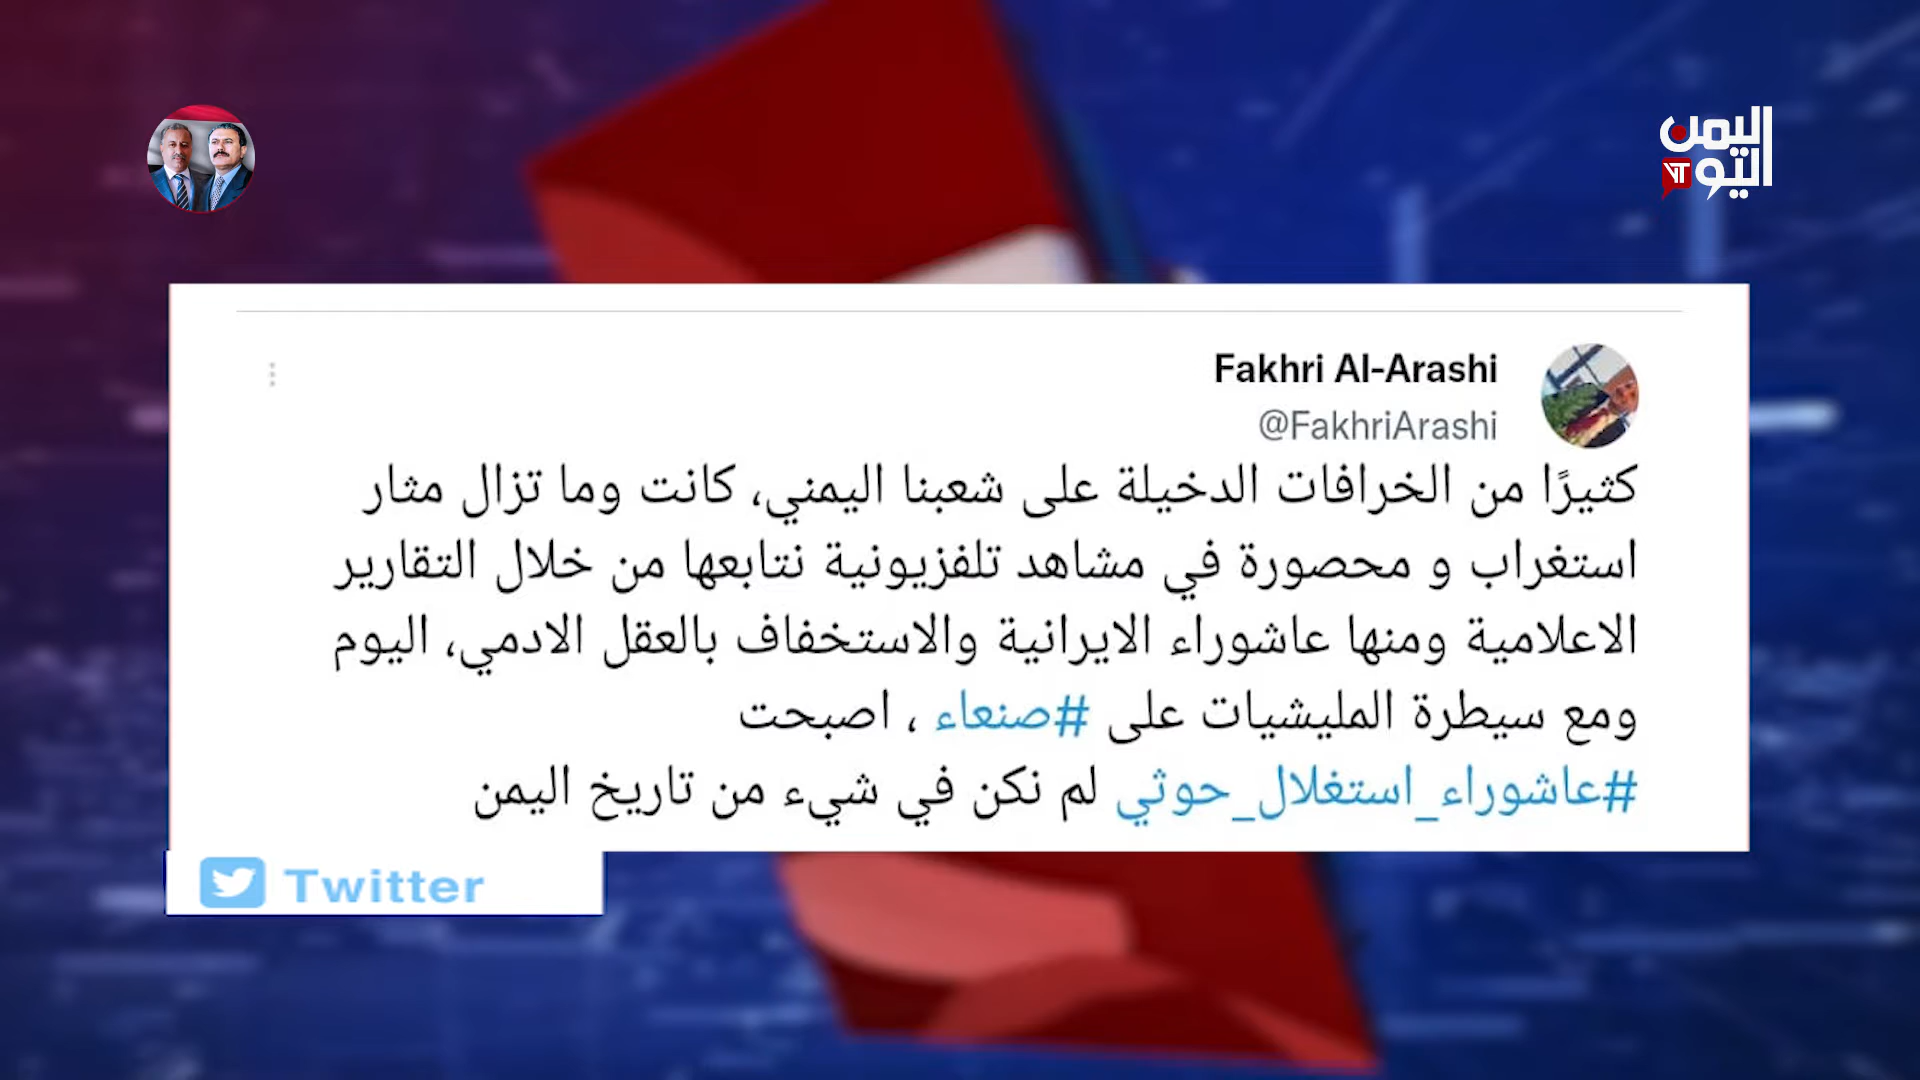 اليمن
اليوم
YT
Fakhri Al-Arashi
@FakhriArashi
كثيرًا من الخرافات الدخيلة على شعبنا اليمني، كانت وما تزال مثار
استغراب و محصورة في مشاهد تلفزيونية نتابعها من خلال التقارير
الاعلامية ومنها عاشوراء الايرانية والاستخفاف بالعقل الادمي، اليوم
ومع سيطرة المليشيات على #صنعاء ، اصبحت
#عاشوراء_استغلال_حوثي لم نكن في شيء من تاريخ اليمن
Twitter